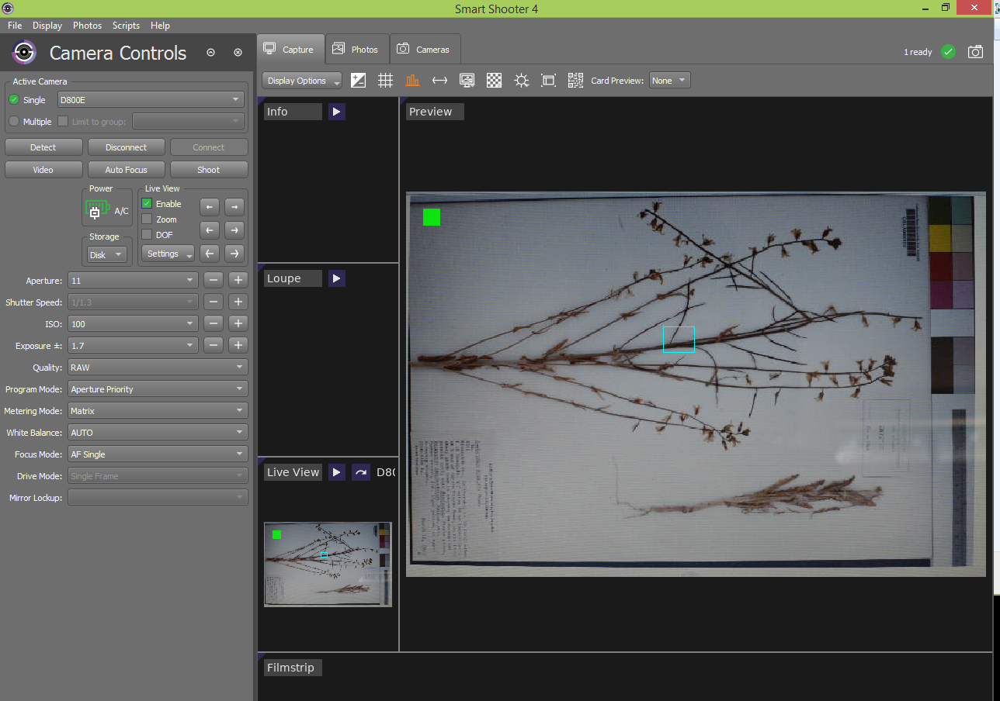 Smart Shooter 4
File Display Photos Scripts Help
Camera Controls
Capture Photos Cameras
1 ready
Display Options
Card Preview: None
Active Camera
Single D800E
Multiple Limit to group:
Detect Disconnect Connect
Video Auto Focus Shoot
Power
A/C
Storage
Disk
Live View
Enable
Zoom
DOF
Settings
Aperture: 11
Shutter Speed: 1/1.3
ISO: 100
Exposure ±: 1.7
Quality: RAW
Program Mode: Aperture Priority
Metering Mode: Matrix
White Balance: AUTO
Focus Mode: AF Single
Drive Mode: Single Frame
Mirror Lockup:
Info
Loupe
Live View D80
Preview
Filmstrip